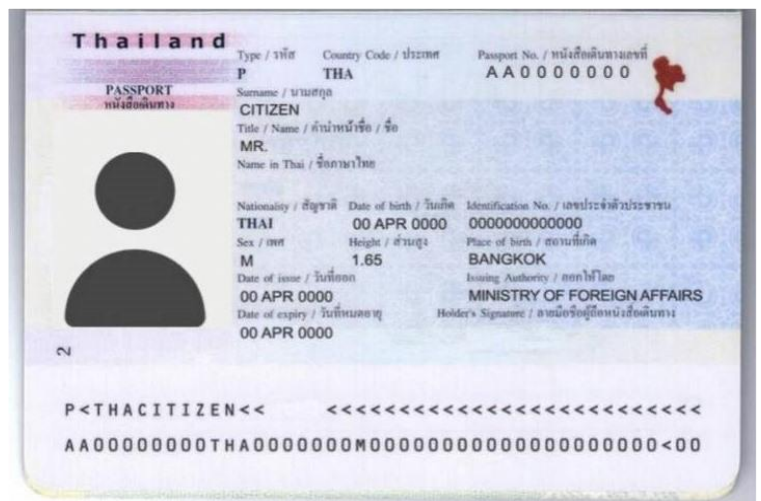 Thailand
Type / รหัส Country Code / ประเทศ Passport No. / หนังสือเดินทางเลขที่
P THA AA0000000
PASSPORT
หนังสือเดินทาง
Surname / นามสกุล
CITIZEN
Title / Name / คำนำหน้าชื่อ / ชื่อ
MR.
Name in Thai / ชื่อภาษาไทย
Nationality / สัญชาติ Date of birth / วันเกิด Identification No. / เลขประจำตัวประชาชน
THAI 00 APR 0000 0000000000000
Sex / เพศ Height / ส่วนสูง Place of birth / สถานที่เกิด
M 1.65 BANGKOK
Date of issue / วันที่ออก Issuing Authority / ออกให้โดย
00 APR 0000 MINISTRY OF FOREIGN AFFAIRS
Date of expiry / วันที่หมดอายุ Holder's Signature / ลายมือชื่อผู้ถือหนังสือเดินทาง
00 APR 0000
2
P<THACITIZEN<< <<<<<<<<<<<<<<<<<<<<<<<<<<<
AA00000000THA0000000M0000000000000000000000<00